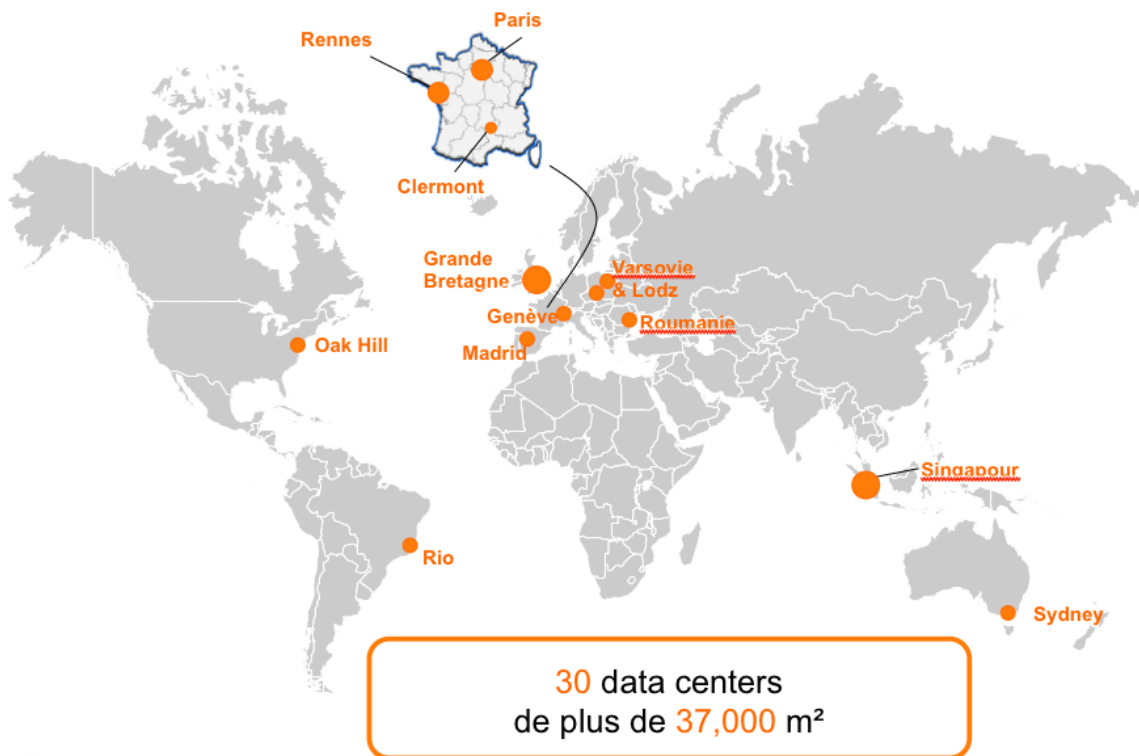 Paris
Rennes
Clermont
Grande
Bretagne
Varsovie
& Lodz
Genève
Roumanie
Madrid
Oak Hill
Singapour
Rio
Sydney
30 data centers
de plus de 37,000 m²